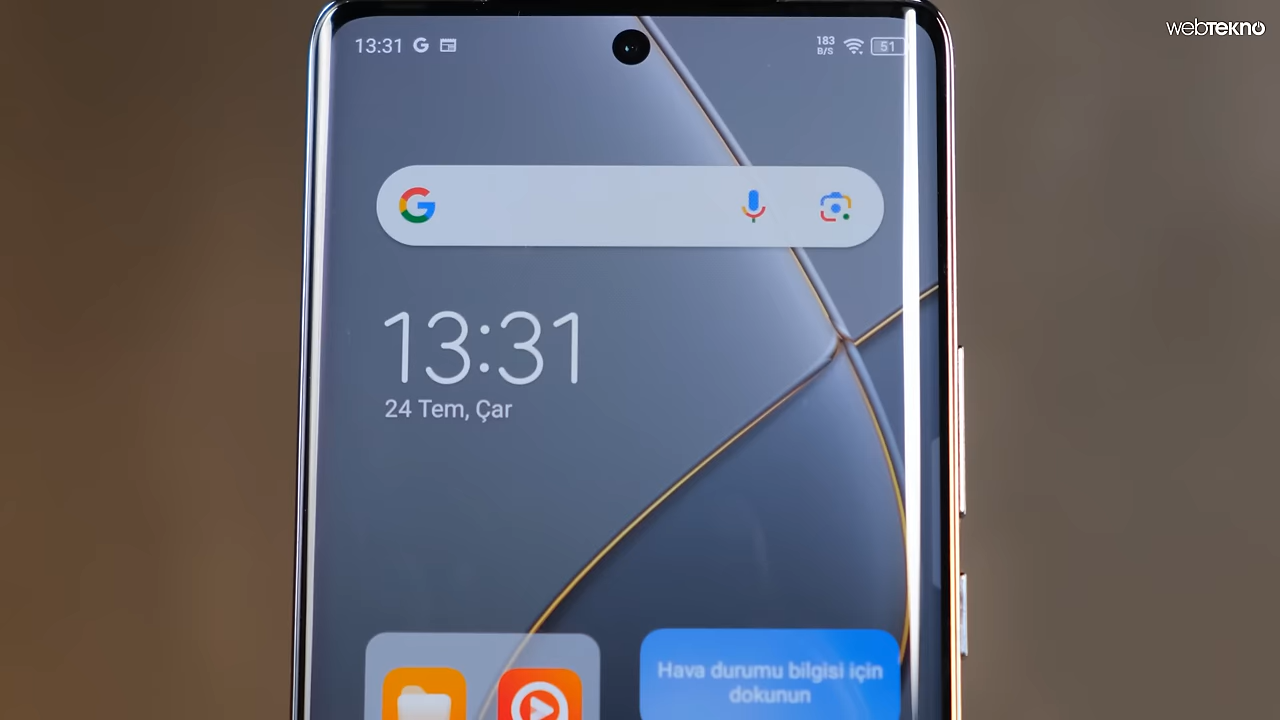 webtekno
13:31
183
B/S
51
13:31
24 Tem, Çar
Hava durumu bilgisi için
dokunun